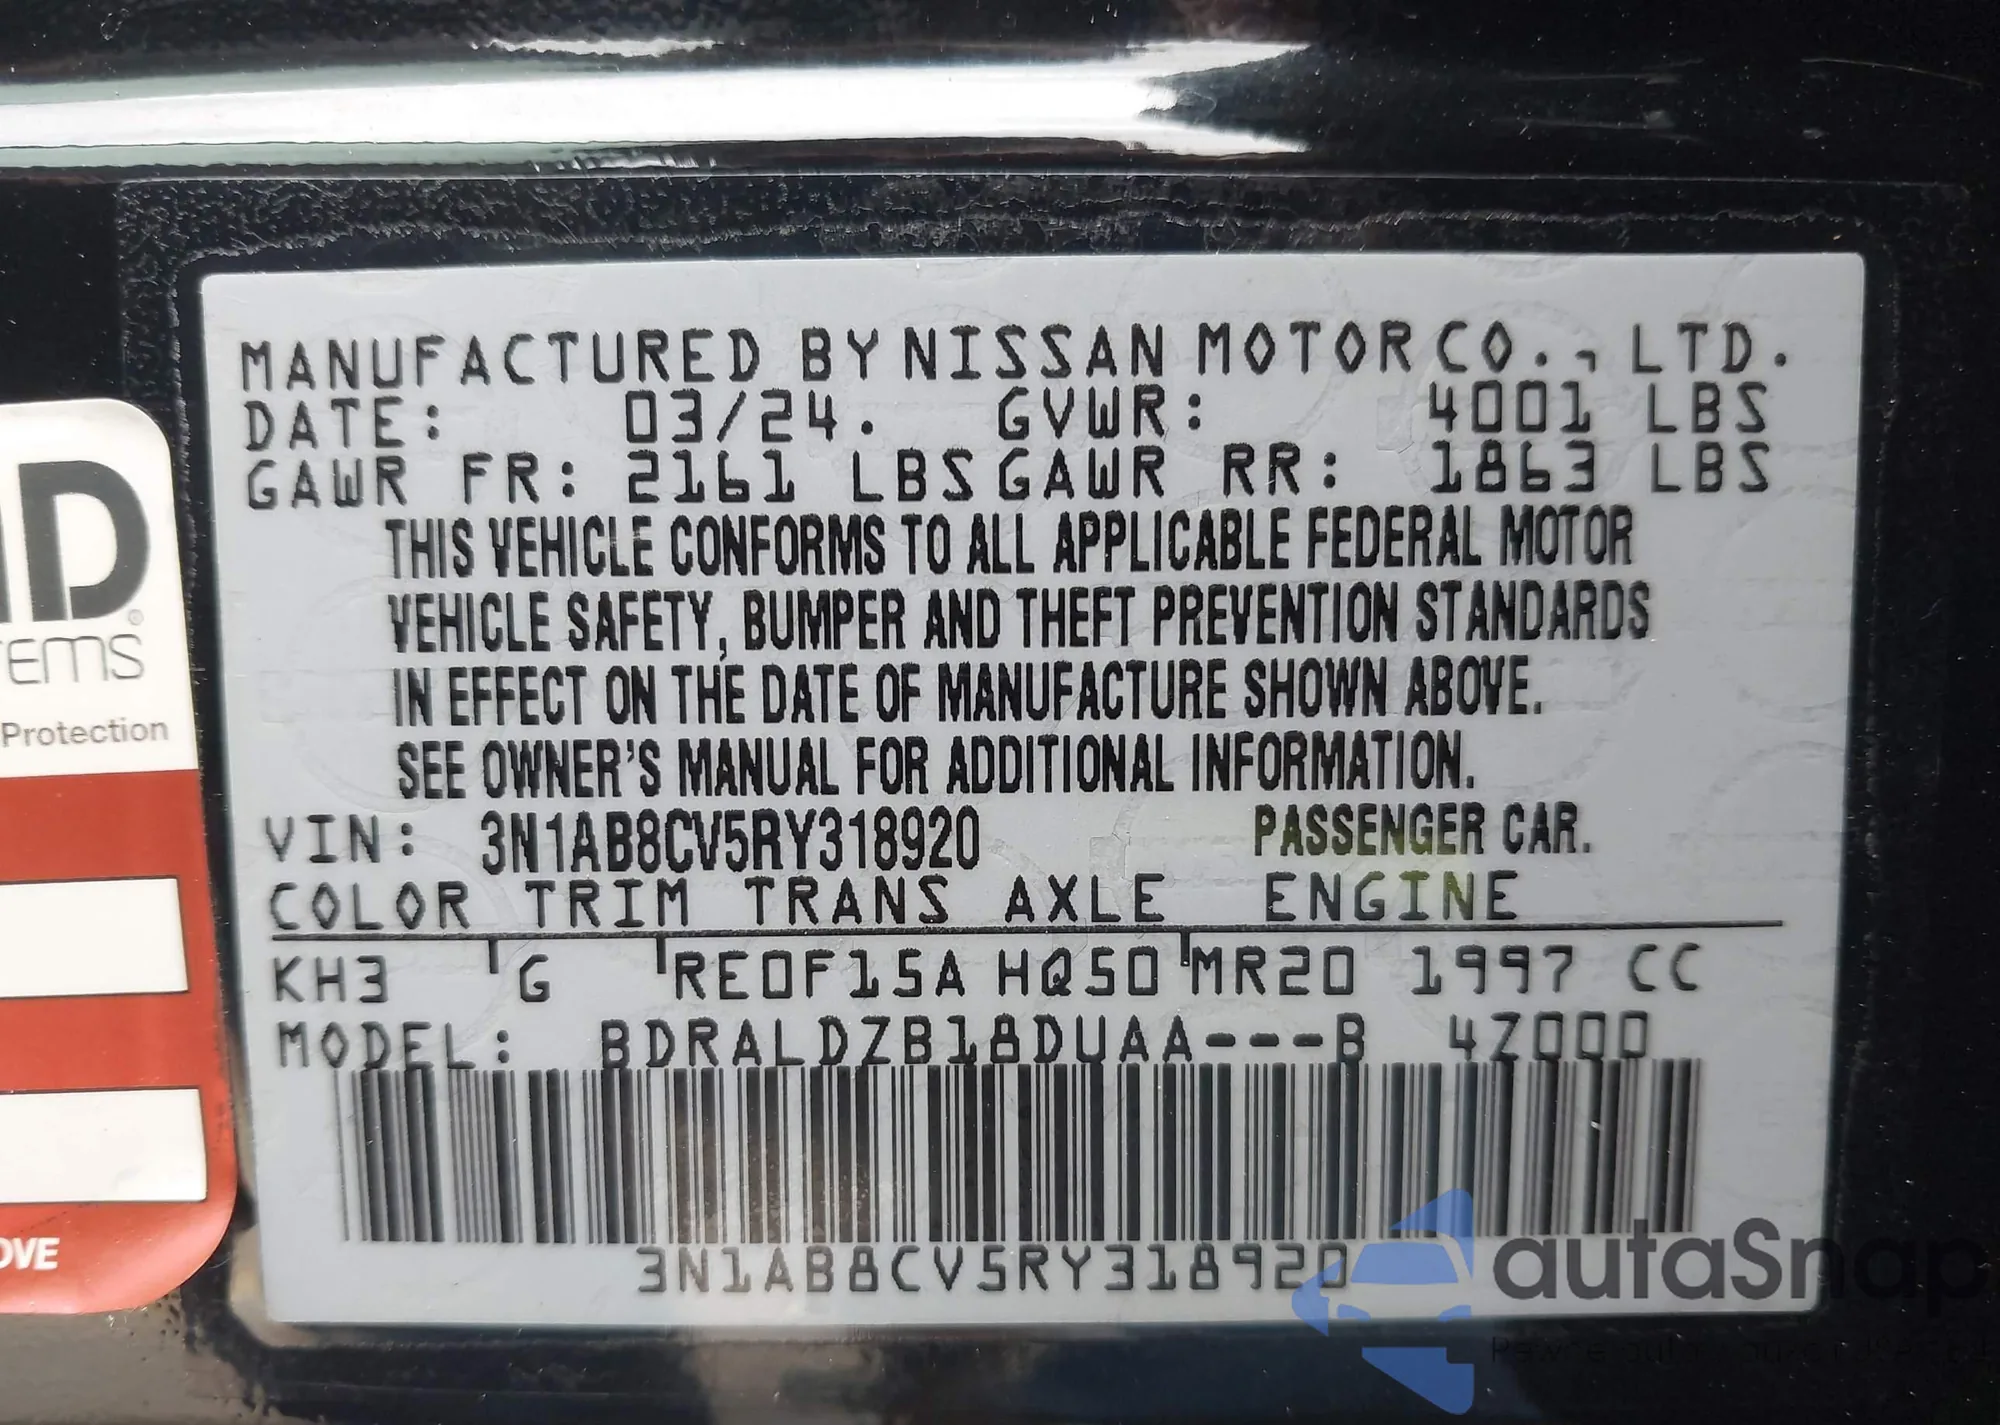 MANUFACTURED BY NISSAN MOTOR CO., LTD.
DATE: 03/24. GVWR: 4001 LBS
GAWR FR: 2161 LBS GAWR RR: 1863 LBS
THIS VEHICLE CONFORMS TO ALL APPLICABLE FEDERAL MOTOR
VEHICLE SAFETY, BUMPER AND THEFT PREVENTION STANDARDS
IN EFFECT ON THE DATE OF MANUFACTURE SHOWN ABOVE.
SEE OWNER'S MANUAL FOR ADDITIONAL INFORMATION.
VIN: 3N1AB8CV5RY318920 PASSENGER CAR.
COLOR TRIM TRANS AXLE ENGINE
KH3 G RE0F15A HQ50 MR20 1997 CC
MODEL: BDRALDZB18DUAA---B 4Z000
3N1AB8CV5RY318920
Protection
autaSnap